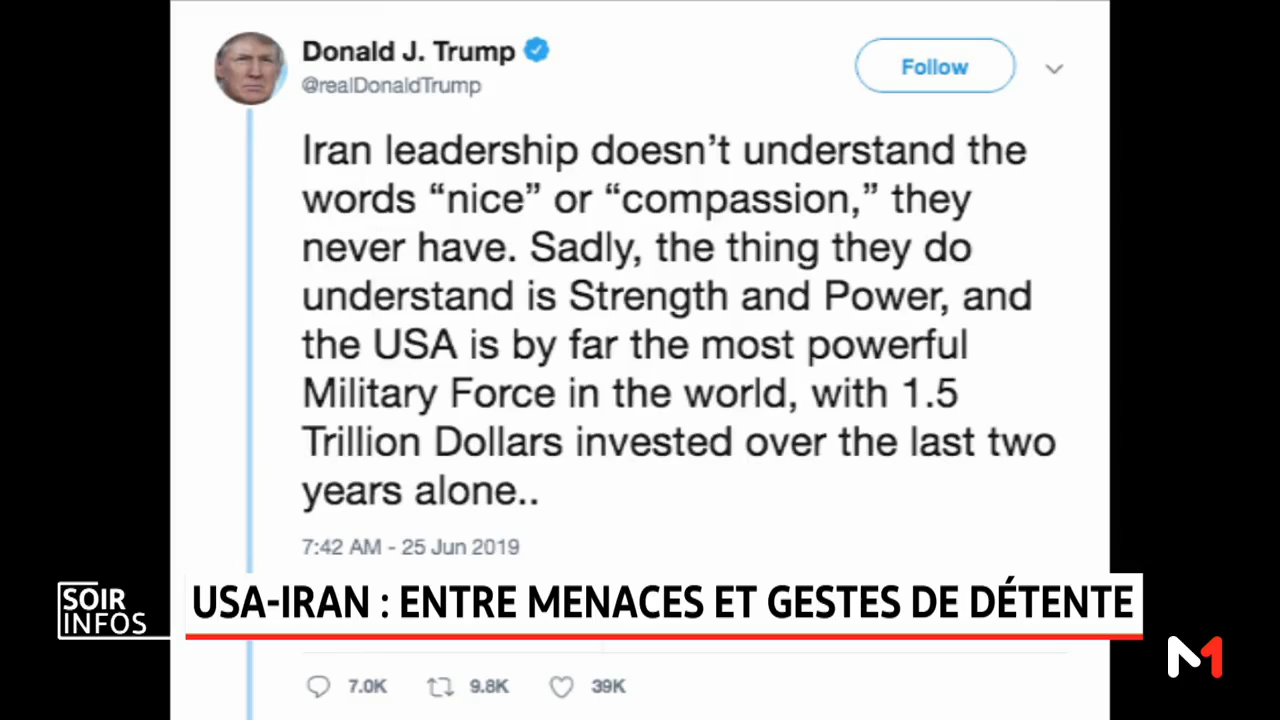 Donald J. Trump
@realDonaldTrump
Follow
Iran leadership doesn’t understand the
words “nice” or “compassion,” they
never have. Sadly, the thing they do
understand is Strength and Power, and
the USA is by far the most powerful
Military Force in the world, with 1.5
Trillion Dollars invested over the last two
years alone..
7:42 AM - 25 Jun 2019
SOIR
INFOS
USA-IRAN : ENTRE MENACES ET GESTES DE DÉTENTE
7.0K 9.8K 39K
M1